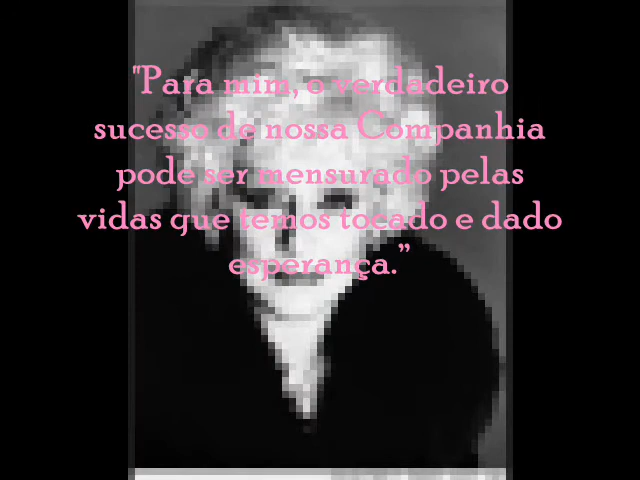 "Para mim, o verdadeiro
sucesso de nossa Companhia
pode ser mensurado pelas
vidas que temos tocado e dado
esperança.”